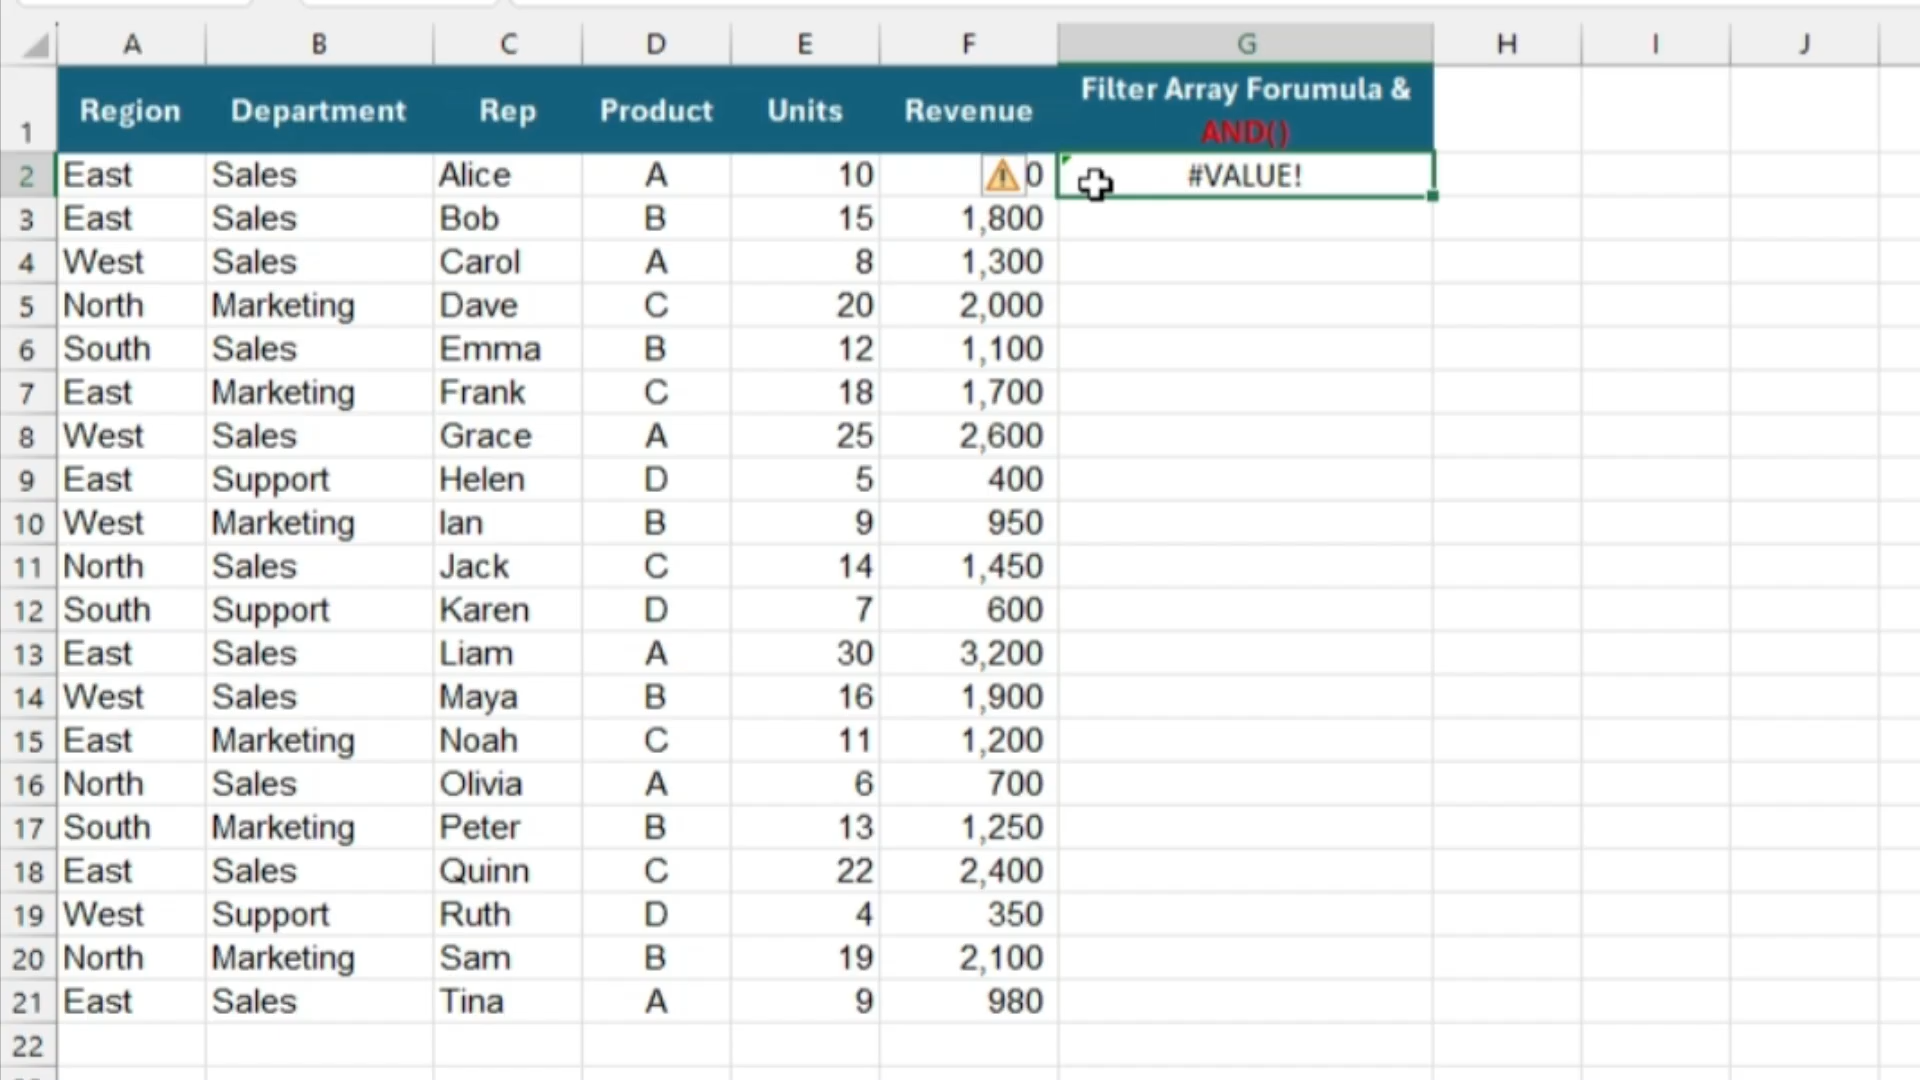 A B C D E F G H I J
1 Region Department Rep Product Units Revenue Filter Array Forumula &
AND()
2 East Sales Alice A 10 0 #VALUE!
3 East Sales Bob B 15 1,800
4 West Sales Carol A 8 1,300
5 North Marketing Dave C 20 2,000
6 South Sales Emma B 12 1,100
7 East Marketing Frank C 18 1,700
8 West Sales Grace A 25 2,600
9 East Support Helen D 5 400
10 West Marketing Ian B 9 950
11 North Sales Jack C 14 1,450
12 South Support Karen D 7 600
13 East Sales Liam A 30 3,200
14 West Sales Maya B 16 1,900
15 East Marketing Noah C 11 1,200
16 North Sales Olivia A 6 700
17 South Marketing Peter B 13 1,250
18 East Sales Quinn C 22 2,400
19 West Support Ruth D 4 350
20 North Marketing Sam B 19 2,100
21 East Sales Tina A 9 980
22